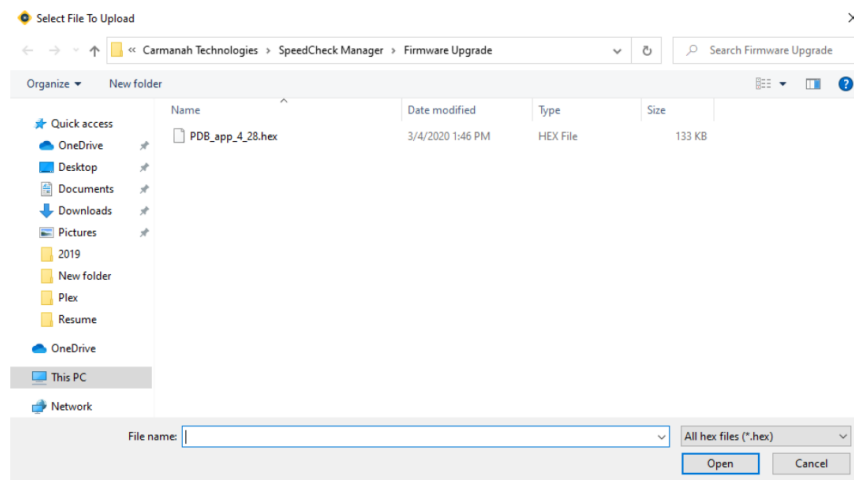 Select File To Upload
« Carmanah Technologies > SpeedCheck Manager > Firmware Upgrade
Search Firmware Upgrade
Organize
New folder
Name Date modified Type Size
PDB_app_4_28.hex 3/4/2020 1:46 PM HEX File 133 KB
Quick access
OneDrive
Desktop
Documents
Downloads
Pictures
2019
New folder
Plex
Resume
OneDrive
This PC
Network
File name:
All hex files (*.hex)
Open
Cancel